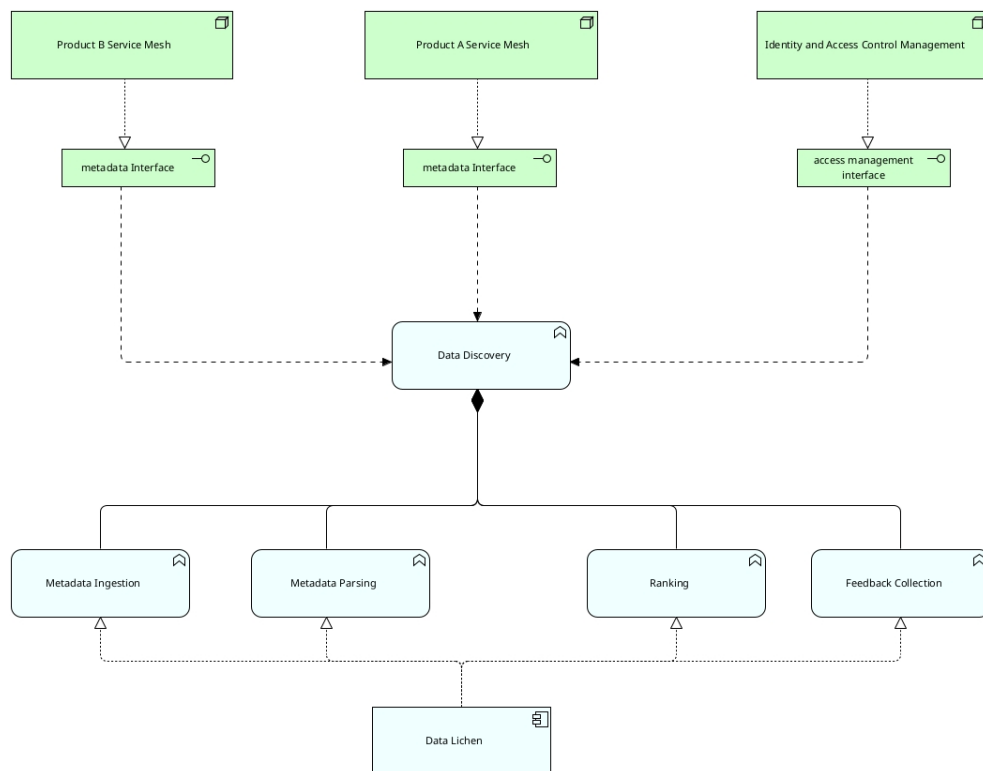 Product B Service Mesh
Product A Service Mesh
Identity and Access Control Management
metadata Interface
metadata Interface
access management
interface
Data Discovery
Metadata Ingestion
Metadata Parsing
Ranking
Feedback Collection
Data Lichen